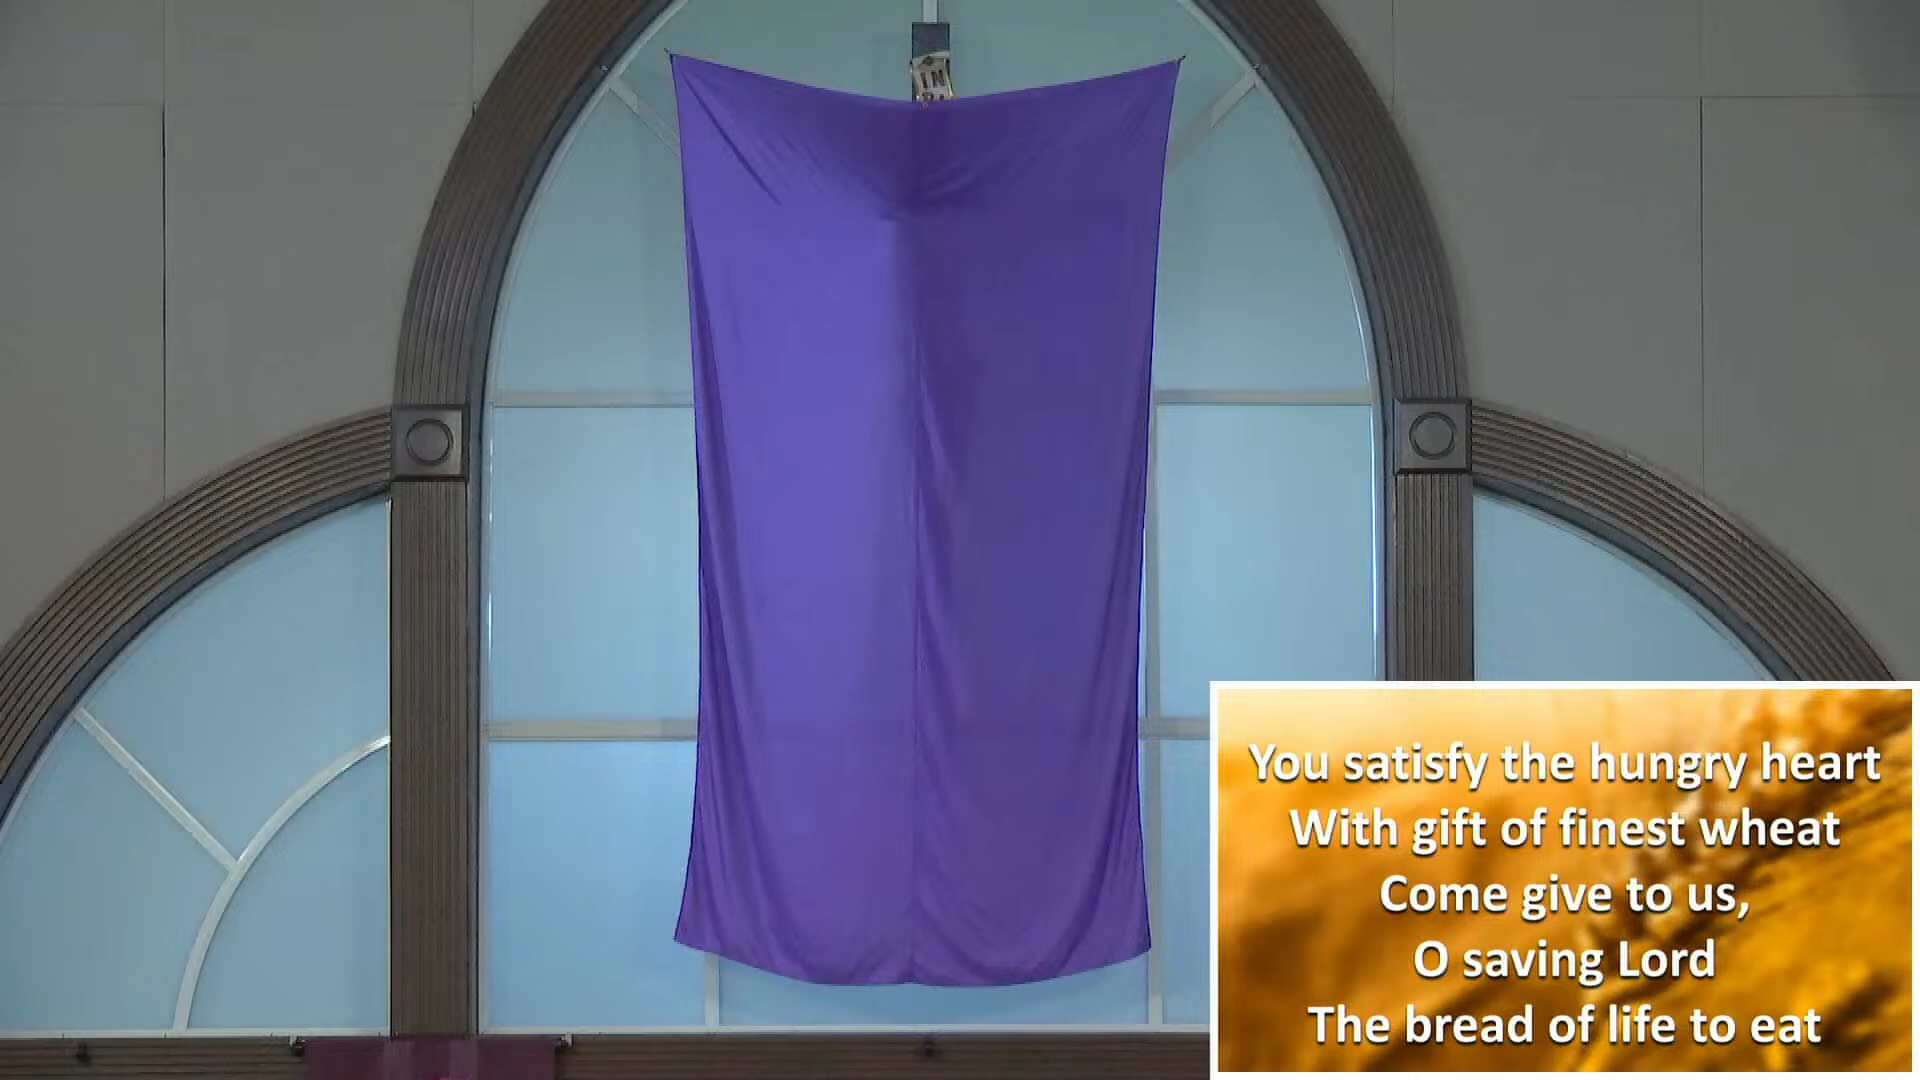 IN
You satisfy the hungry heart
With gift of finest wheat
Come give to us,
O saving Lord
The bread of life to eat